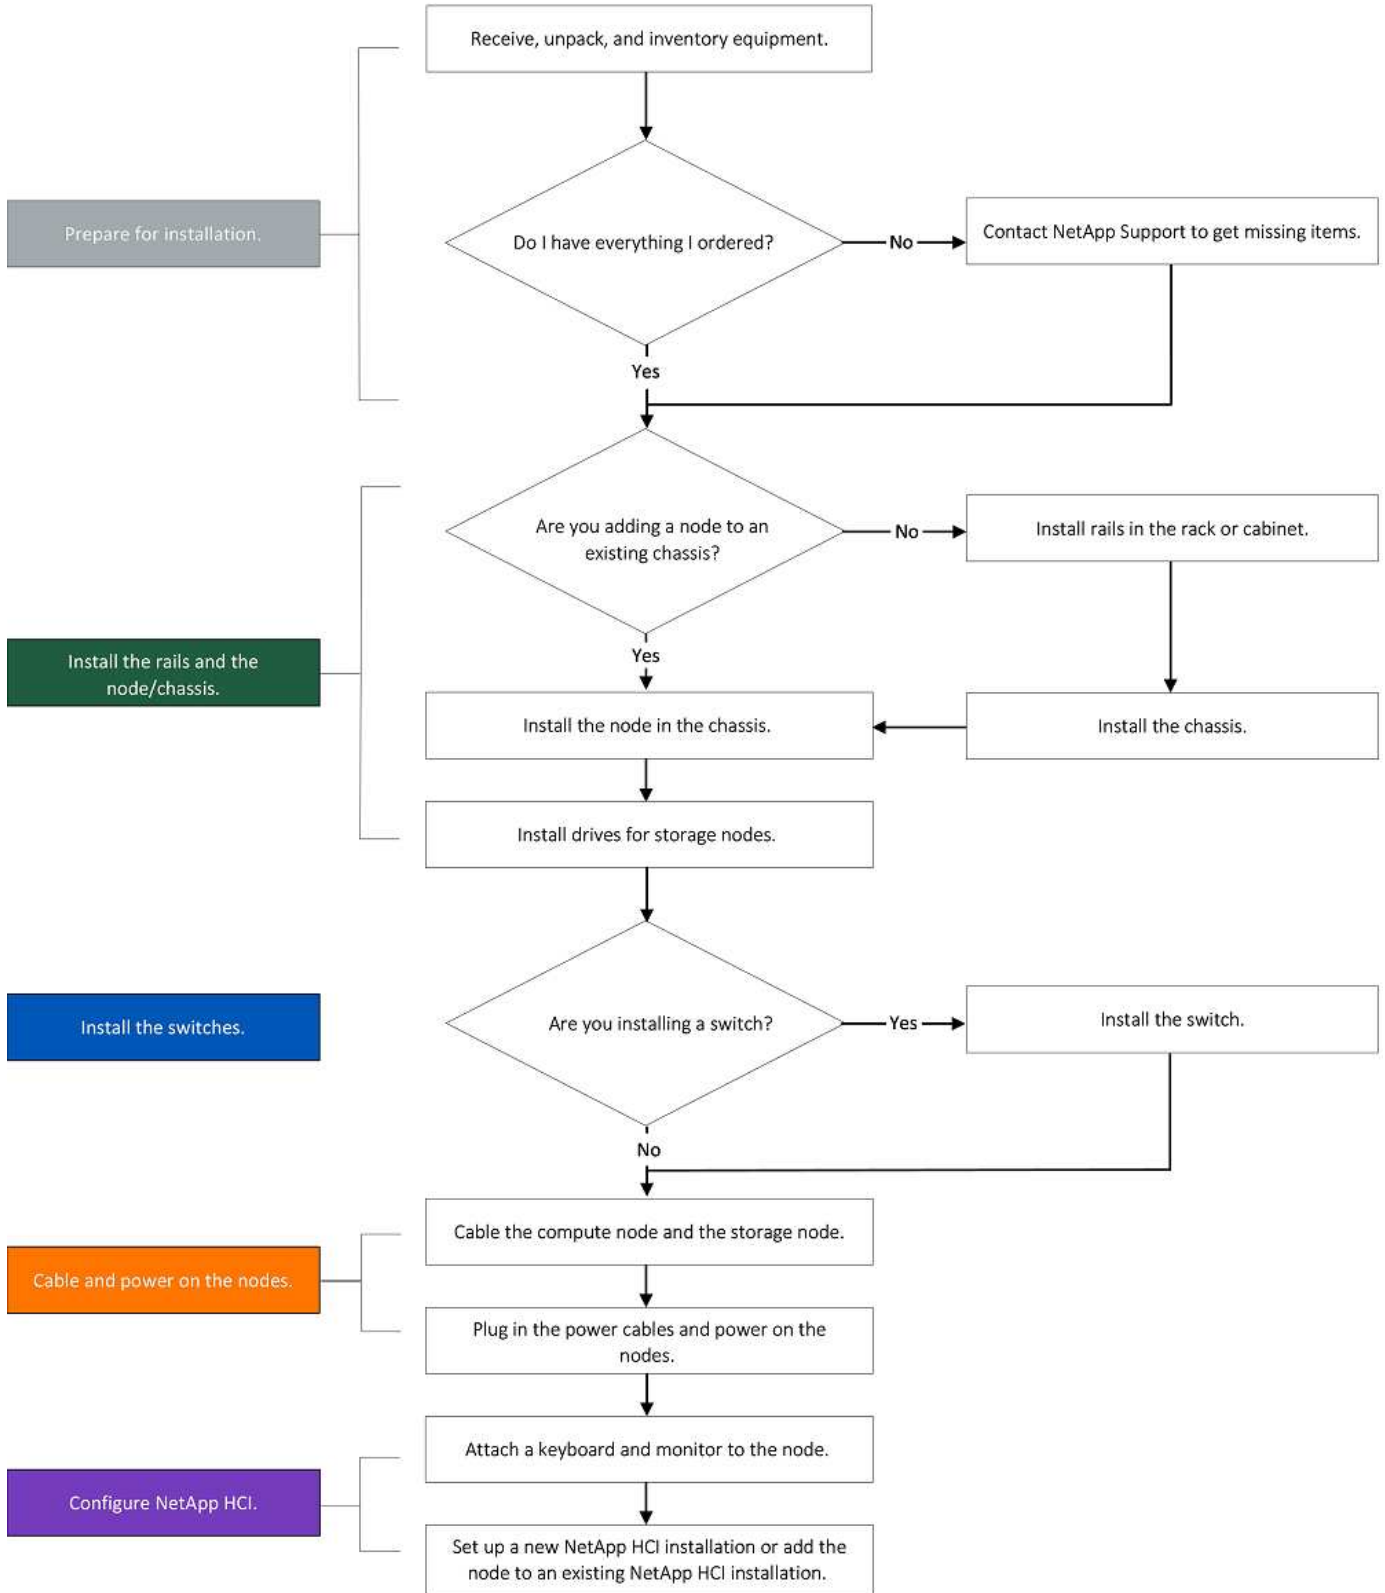 Receive, unpack, and inventory equipment.
Prepare for installation.
Do I have everything I ordered?
No
Contact NetApp Support to get missing items.
Yes
Are you adding a node to an
existing chassis?
No
Install rails in the rack or cabinet.
Yes
Install the rails and the
node/chassis.
Install the node in the chassis.
Install the chassis.
Install drives for storage nodes.
Install the switches.
Are you installing a switch?
Yes
Install the switch.
No
Cable the compute node and the storage node.
Cable and power on the nodes.
Plug in the power cables and power on the
nodes.
Attach a keyboard and monitor to the node.
Configure NetApp HCI.
Set up a new NetApp HCI installation or add the
node to an existing NetApp HCI installation.